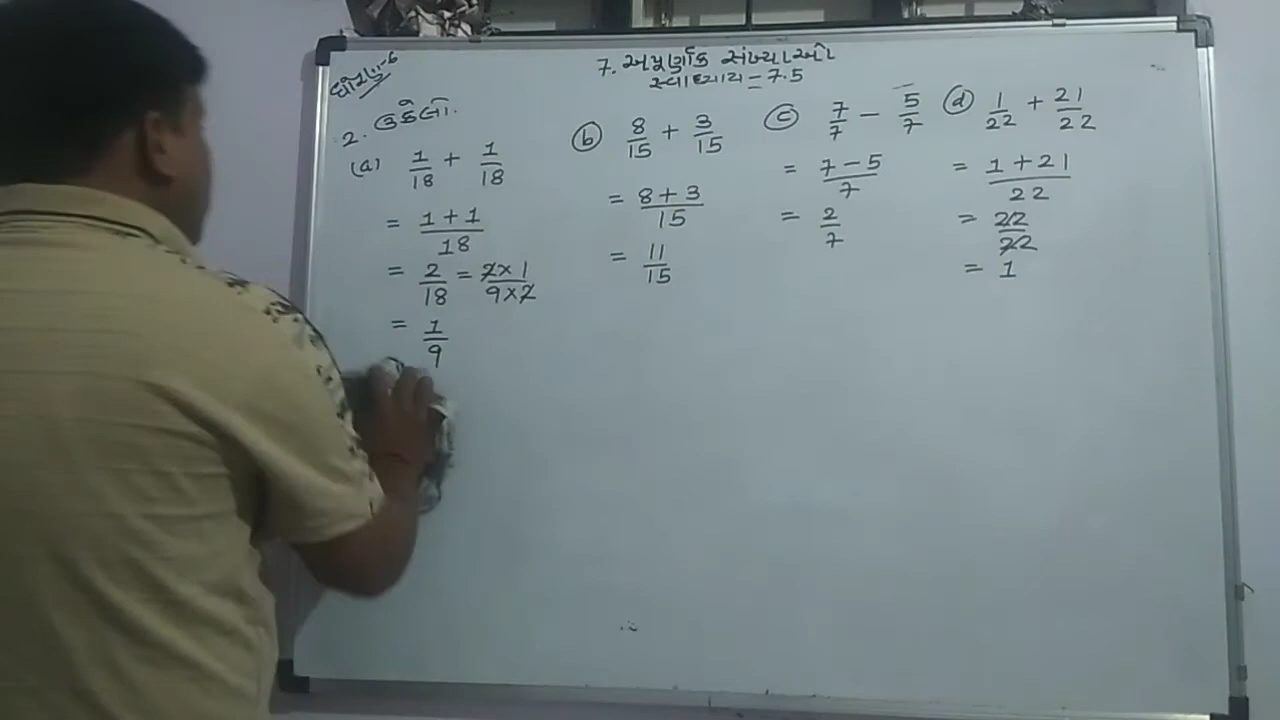 ધોરણ-6
7. અપૂર્ણાંક સંખ્યાઓ
સ્વાધ્યાય - 7.5
2. ઉકેલો.
(a) 1/18 + 1/18
= 1 + 1/18
= 2/18 = 2 × 1/9 × 2
= 1/9
(b) 8/15 + 3/15
= 8 + 3/15
= 11/15
(c) 7/7 - 5/7
= 7 - 5/7
= 2/7
(d) 1/22 + 21/22
= 1 + 21/22
= 22/22
= 1